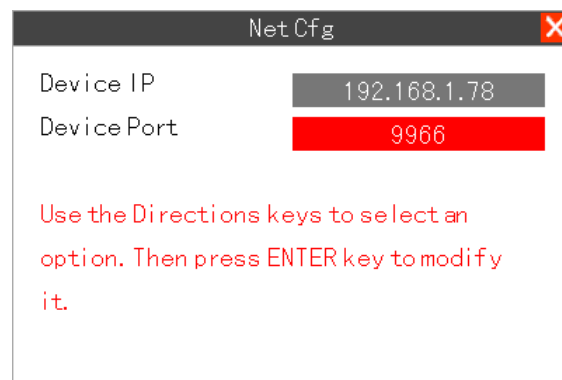 Net Cfg
Device IP 192.168.1.78
Device Port 9966
Use the Directions keys to select an
option. Then press ENTER key to modify
it.